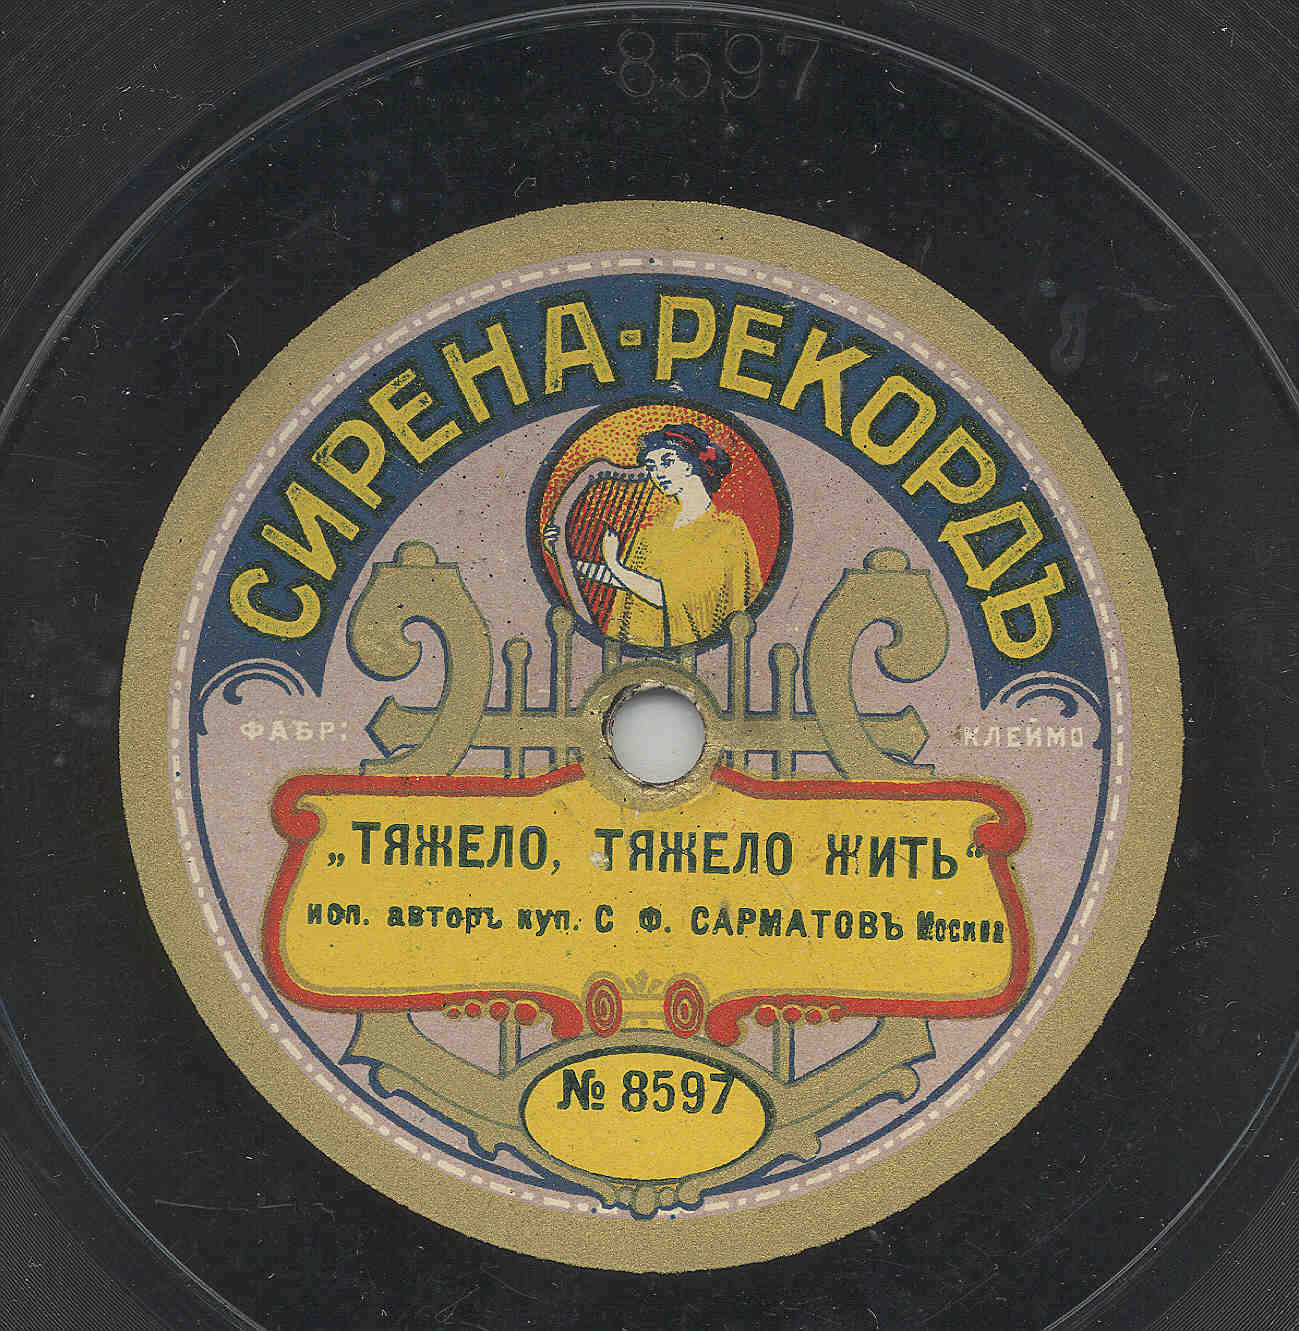 8597
СИРЕНА-РЕКОРДЪ
ФАБР: КЛЕЙМО
„ТЯЖЕЛО, ТЯЖЕЛО ЖИТЬ“
исп. авторъ куп. С Ф. САРМАТОВЪ Москва
№ 8597